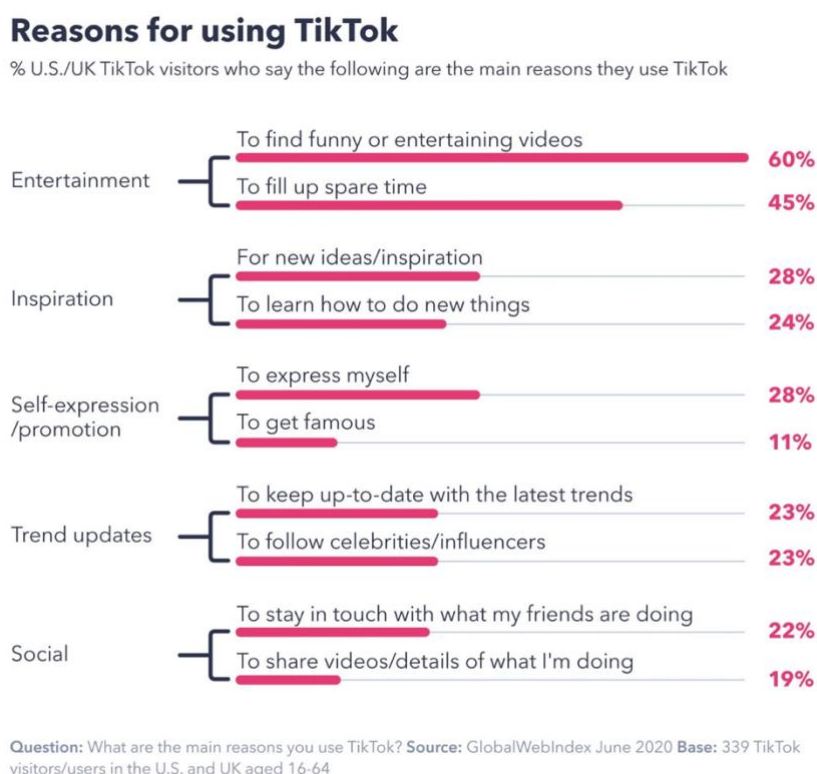 Reasons for using TikTok
% U.S./UK TikTok visitors who say the following are the main reasons they use TikTok
Entertainment
To find funny or entertaining videos
60%
To fill up spare time
45%
Inspiration
For new ideas/inspiration
28%
To learn how to do new things
24%
Self-expression
/promotion
To express myself
28%
To get famous
11%
Trend updates
To keep up-to-date with the latest trends
23%
To follow celebrities/influencers
23%
Social
To stay in touch with what my friends are doing
22%
To share videos/details of what I'm doing
19%
Question: What are the main reasons you use TikTok? Source: GlobalWebIndex June 2020 Base: 339 TikTok
visitors/users in the U.S. and UK aged 16-64